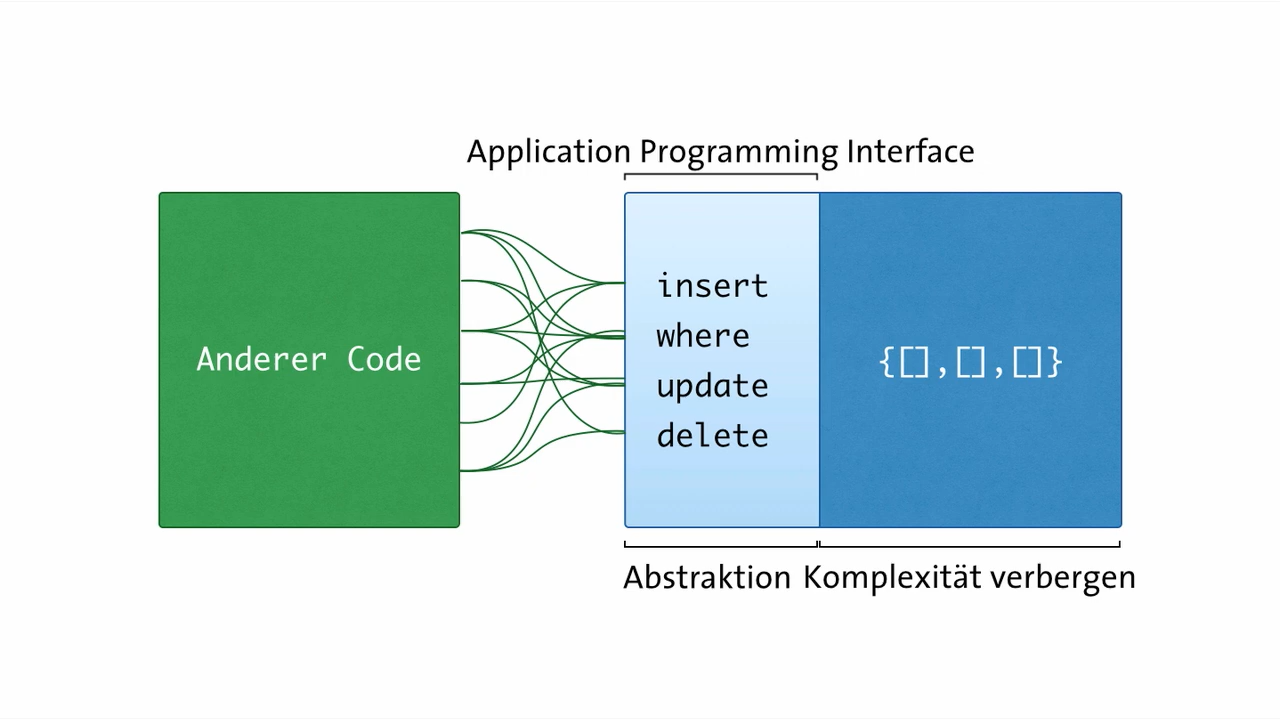 Application Programming Interface
Anderer Code
insert
where
update
delete
{[],[],[]}
Abstraktion
Komplexität verbergen